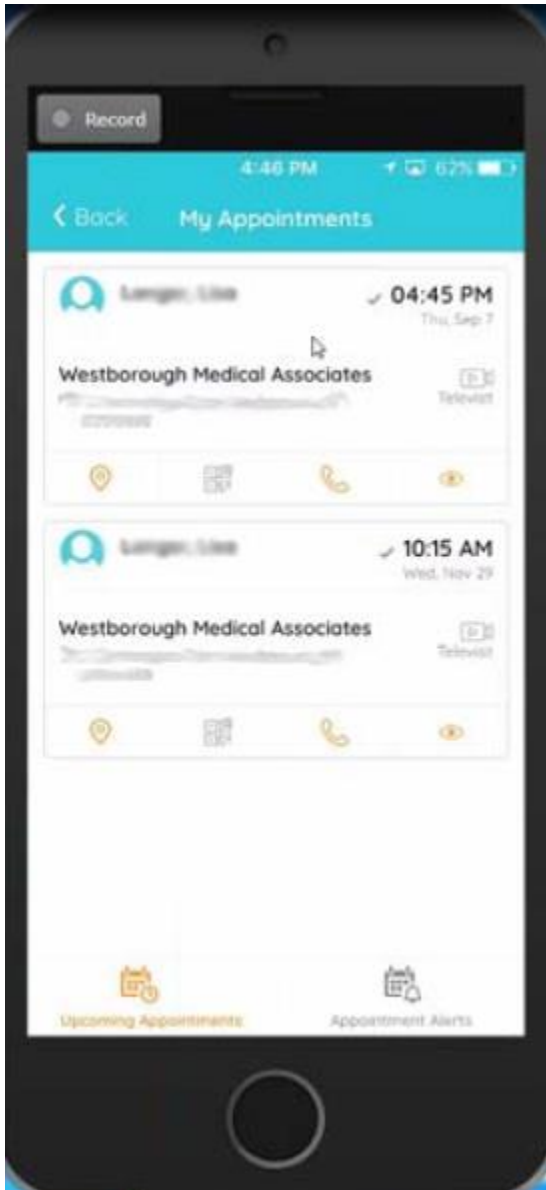 Record
4:46 PM 62%
Back My Appointments
04:45 PM
Thu, Sep 7
Westborough Medical Associates
Televisit
10:15 AM
Wed, Nov 29
Westborough Medical Associates
Televisit
Upcoming Appointments
Appointment Alerts